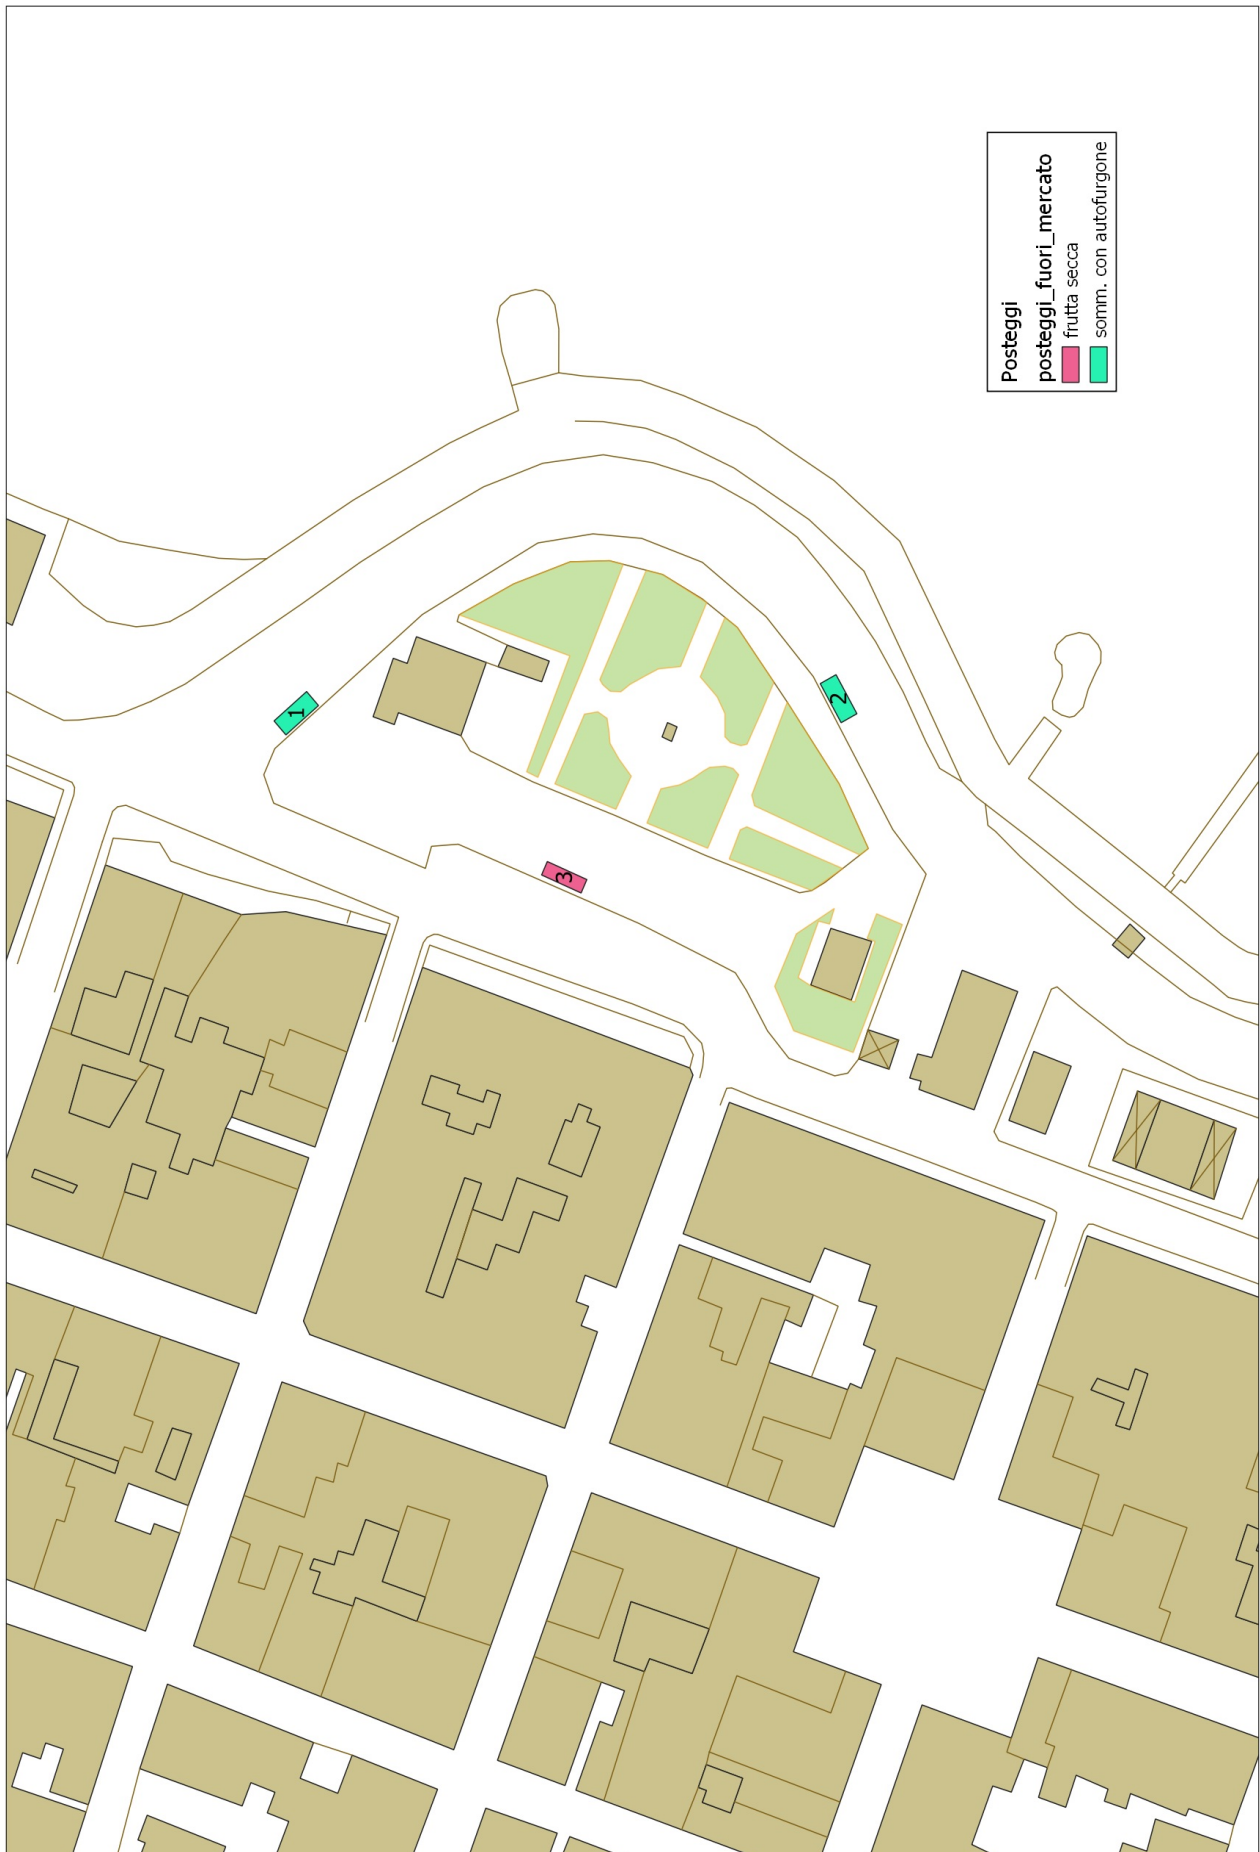 Posteggi
posteggi_fuori_mercato
frutta secca
somm. con autofurgone
1
2
3